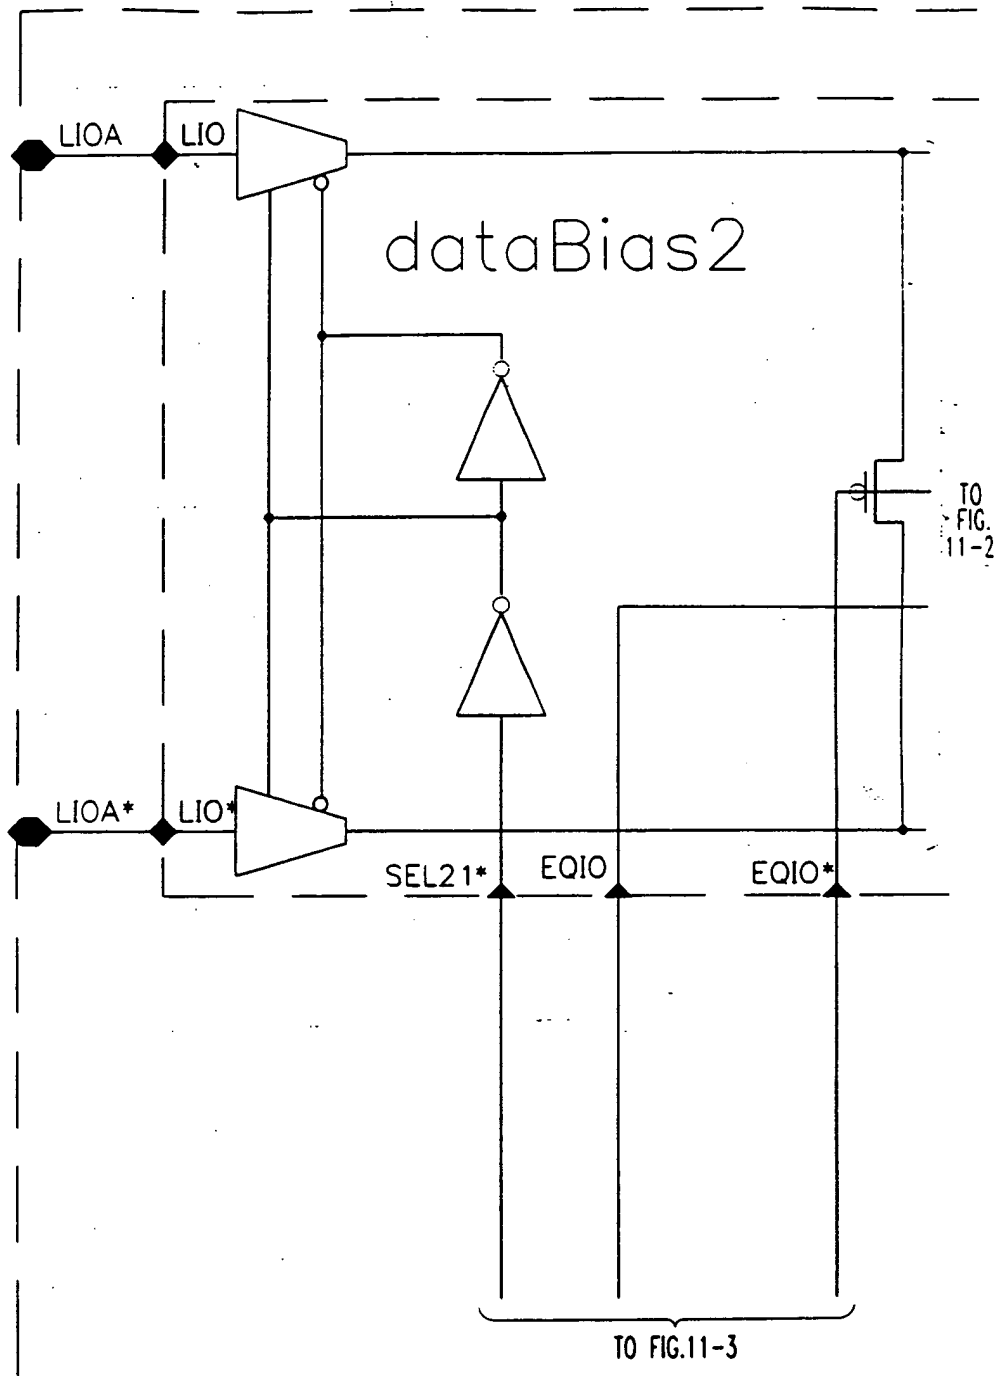 LIOA
LIO
dataBias2
TO
FIG.
11-2
LIOA*
LIO*
SEL21*
EQIO
EQIO*
TO FIG.11-3